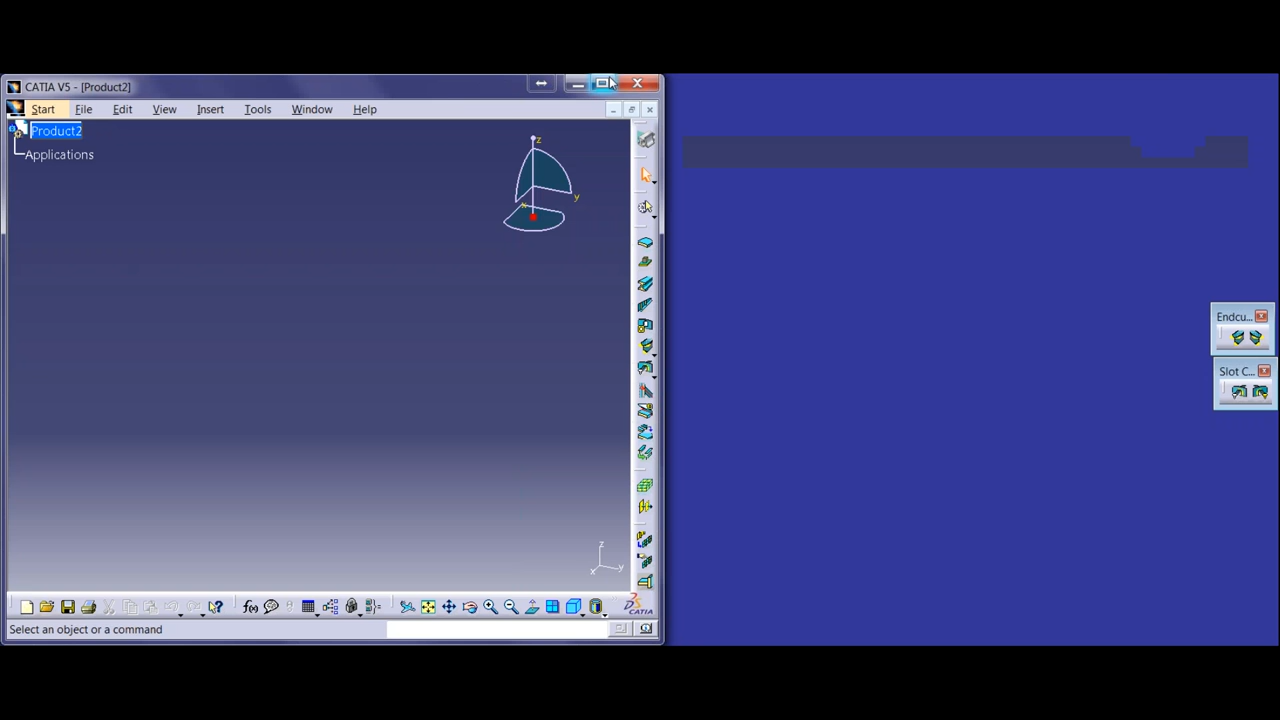 CATIA V5 - [Product2]
Start File Edit View Insert Tools Window Help
Product2
Applications
z
y
x
Endcu...
Slot C...
z
y
x
f(x)
CATIA
Select an object or a command